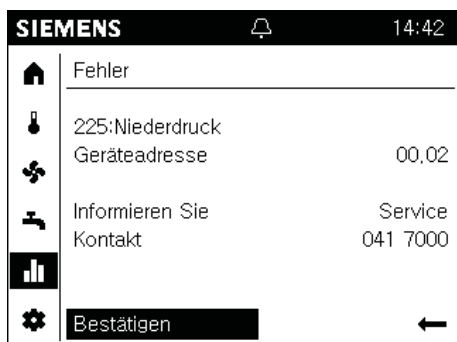 SIEMENS 14:42
Fehler
225:Niederdruck
Geräteadresse 00,02
Informieren Sie Service
Kontakt 041 7000
Bestätigen